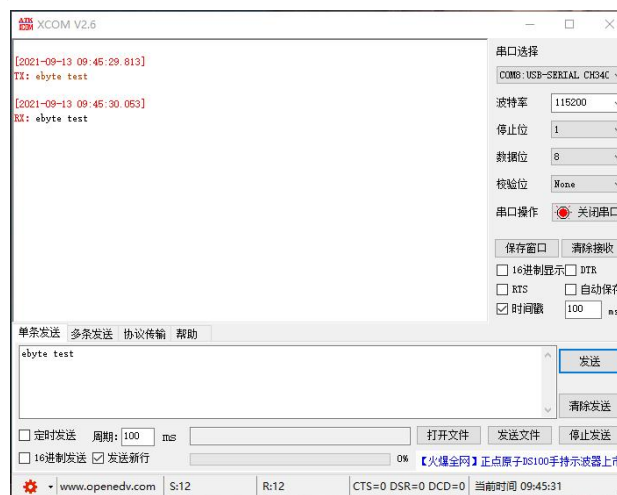 ATK XCOM XCOM V2.6
[2021-09-13 09:45:29.813]
TX: ebyte test
[2021-09-13 09:45:30.053]
RX: ebyte test
串口选择
COM8:USB-SERIAL CH34C
波特率 115200
停止位 1
数据位 8
校验位 None
串口操作 关闭串口
保存窗口 清除接收
16进制显示 DTR
RTS 自动保存
时间戳 100 ms
单条发送 多条发送 协议传输 帮助
ebyte test
发送
清除发送
定时发送 周期: 100 ms 打开文件 发送文件 停止发送
16进制发送 发送新行 0% 【火爆全网】正点原子DS100手持示波器上市
www.openedv.com S:12 R:12 CTS=0 DSR=0 DCD=0 当前时间 09:45:31